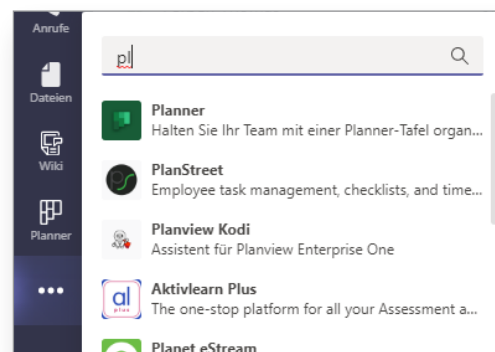 Anrufe
Dateien
Wiki
Planner
pl
Planner
Halten Sie Ihr Team mit einer Planner-Tafel organ...
PlanStreet
Employee task management, checklists, and time...
Planview Kodi
Assistent für Planview Enterprise One
al
plus
Aktivlearn Plus
The one-stop platform for all your Assessment a...
Planet eStream